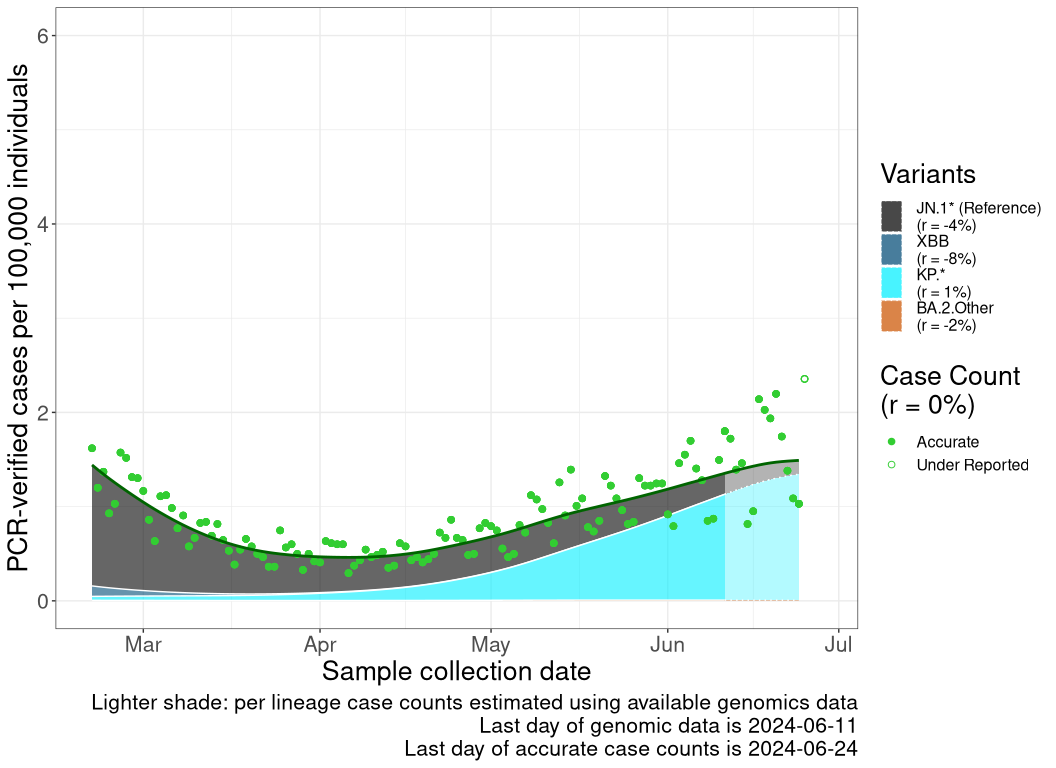 PCR-verified cases per 100,000 individuals
6
4
2
0
Mar
Apr
May
Jun
Jul
Sample collection date
Lighter shade: per lineage case counts estimated using available genomics data
Last day of genomic data is 2024-06-11
Last day of accurate case counts is 2024-06-24
Variants
JN.1* (Reference)
(r = -4%)
XBB
(r = -8%)
KP.*
(r = 1%)
BA.2.Other
(r = -2%)
Case Count
(r = 0%)
Accurate
Under Reported